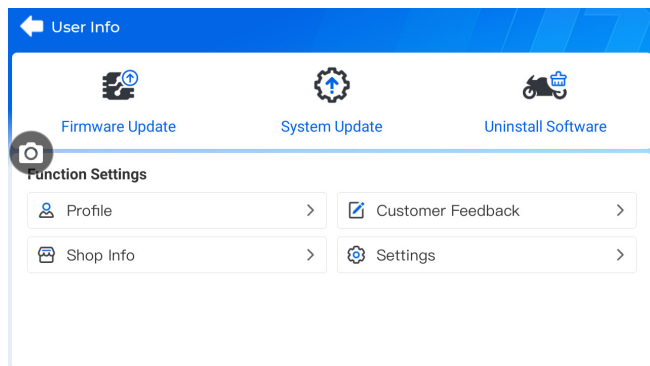 User Info
Firmware Update
System Update
Uninstall Software
Function Settings
Profile
Customer Feedback
Shop Info
Settings